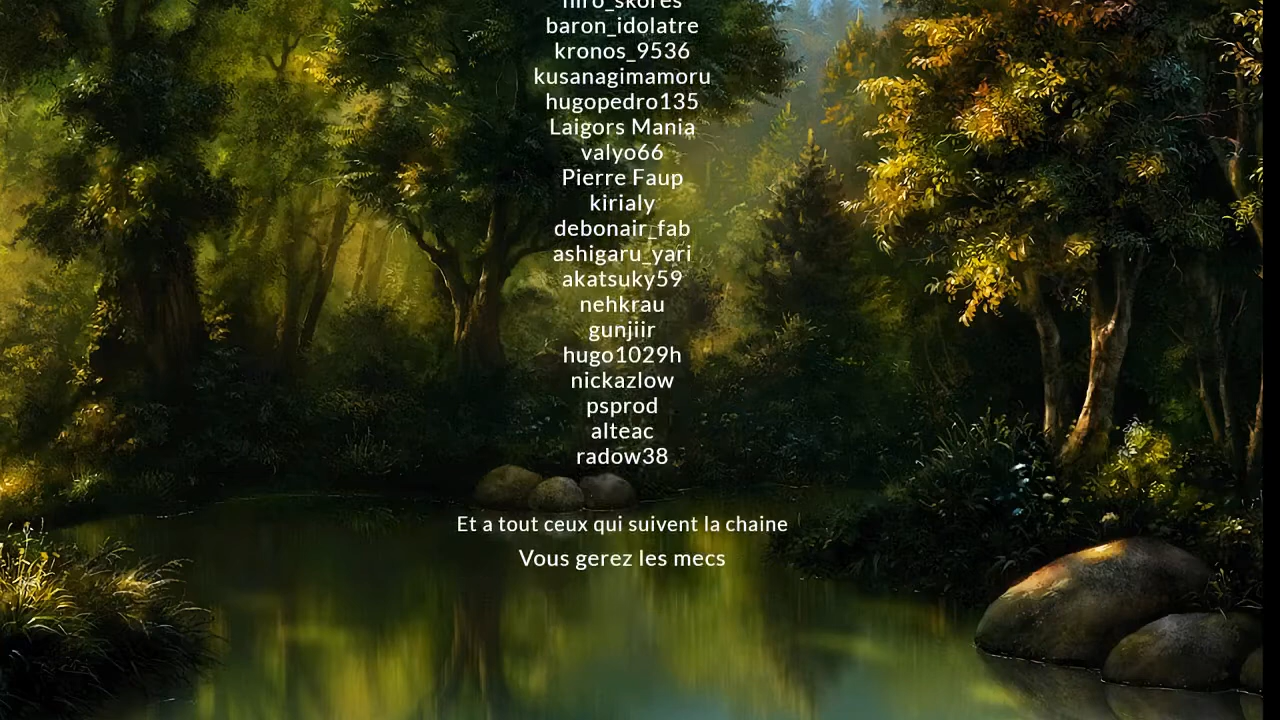 baron_idolatre
kronos_9536
kusanagimamoru
hugopedro135
Laigors Mania
valyo66
Pierre Faup
kirialy
debonair_fab
ashigaru_yari
akatsuky59
nehkrau
gunjiir
hugo1029h
nickazlow
psprod
alteac
radow38
Et a tout ceux qui suivent la chaine
Vous gerez les mecs